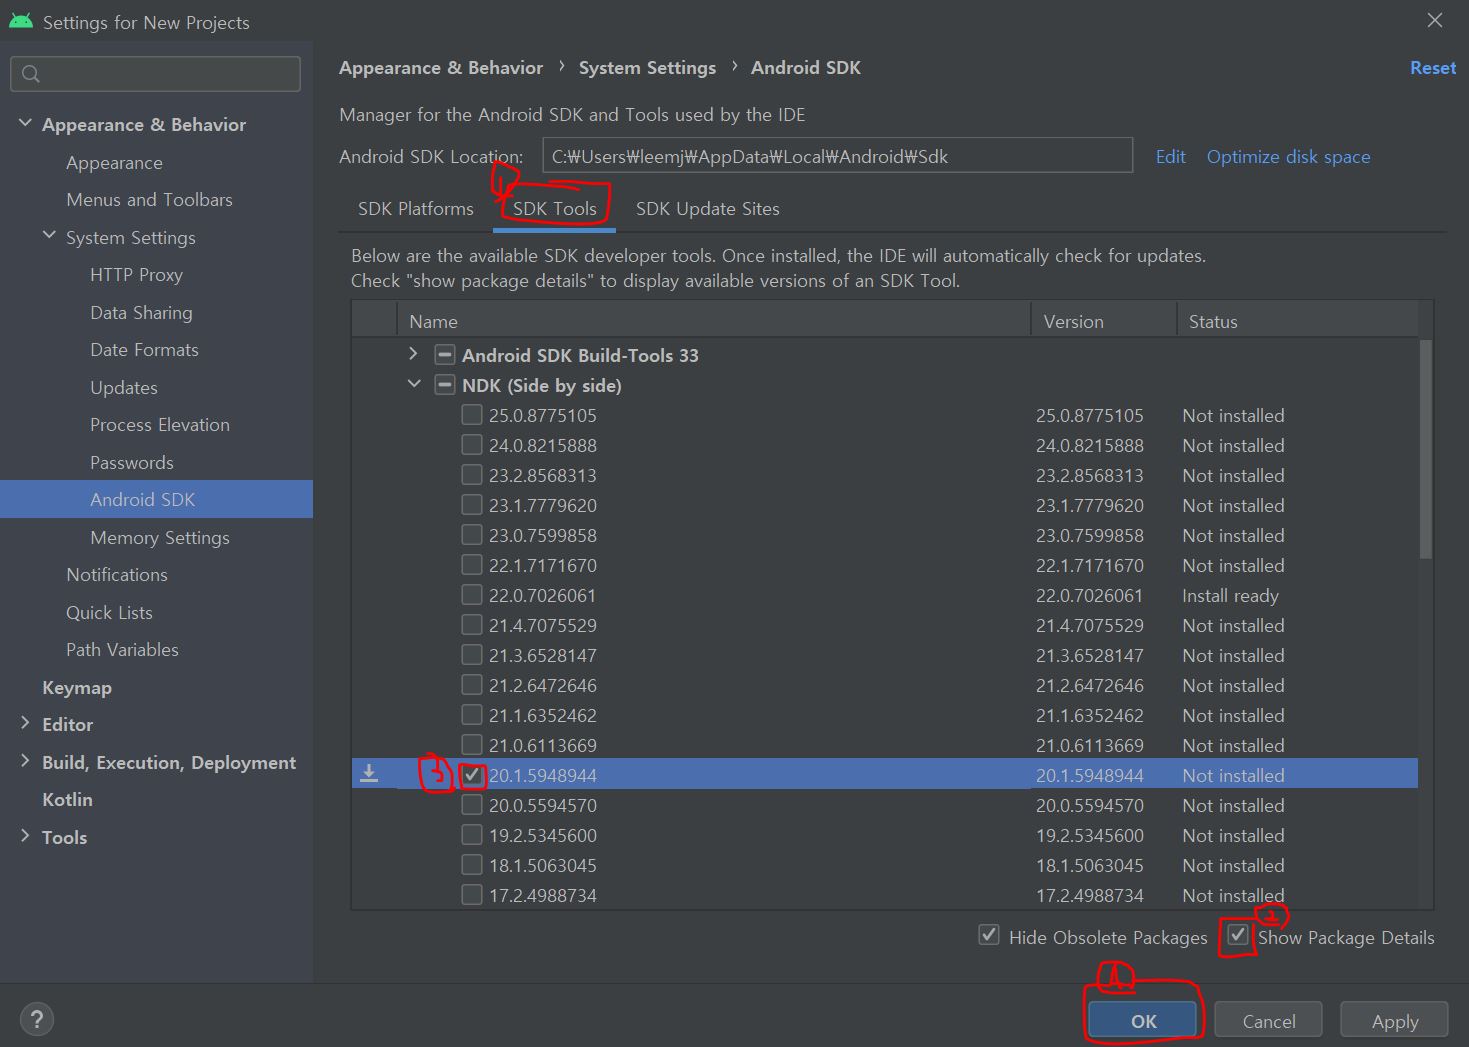 Settings for New Projects
Appearance & Behavior
Appearance
Menus and Toolbars
System Settings
HTTP Proxy
Data Sharing
Date Formats
Updates
Process Elevation
Passwords
Android SDK
Memory Settings
Notifications
Quick Lists
Path Variables
Keymap
Editor
Build, Execution, Deployment
Kotlin
Tools
?
Appearance & Behavior › System Settings › Android SDK
Reset
Manager for the Android SDK and Tools used by the IDE
Android SDK Location: C:₩Users₩leemj₩AppData₩Local₩Android₩Sdk Edit Optimize disk space
1
SDK Platforms SDK Tools SDK Update Sites
Below are the available SDK developer tools. Once installed, the IDE will automatically check for updates.
Check "show package details" to display available versions of an SDK Tool.
Name Version Status
Android SDK Build-Tools 33
NDK (Side by side)
25.0.8775105 25.0.8775105 Not installed
24.0.8215888 24.0.8215888 Not installed
23.2.8568313 23.2.8568313 Not installed
23.1.7779620 23.1.7779620 Not installed
23.0.7599858 23.0.7599858 Not installed
22.1.7171670 22.1.7171670 Not installed
22.0.7026061 22.0.7026061 Install ready
21.4.7075529 21.4.7075529 Not installed
21.3.6528147 21.3.6528147 Not installed
21.2.6472646 21.2.6472646 Not installed
21.1.6352462 21.1.6352462 Not installed
21.0.6113669 21.0.6113669 Not installed
3 20.1.5948944 20.1.5948944 Not installed
20.0.5594570 20.0.5594570 Not installed
19.2.5345600 19.2.5345600 Not installed
18.1.5063045 18.1.5063045 Not installed
17.2.4988734 17.2.4988734 Not installed
2
Hide Obsolete Packages Show Package Details
OK Cancel Apply